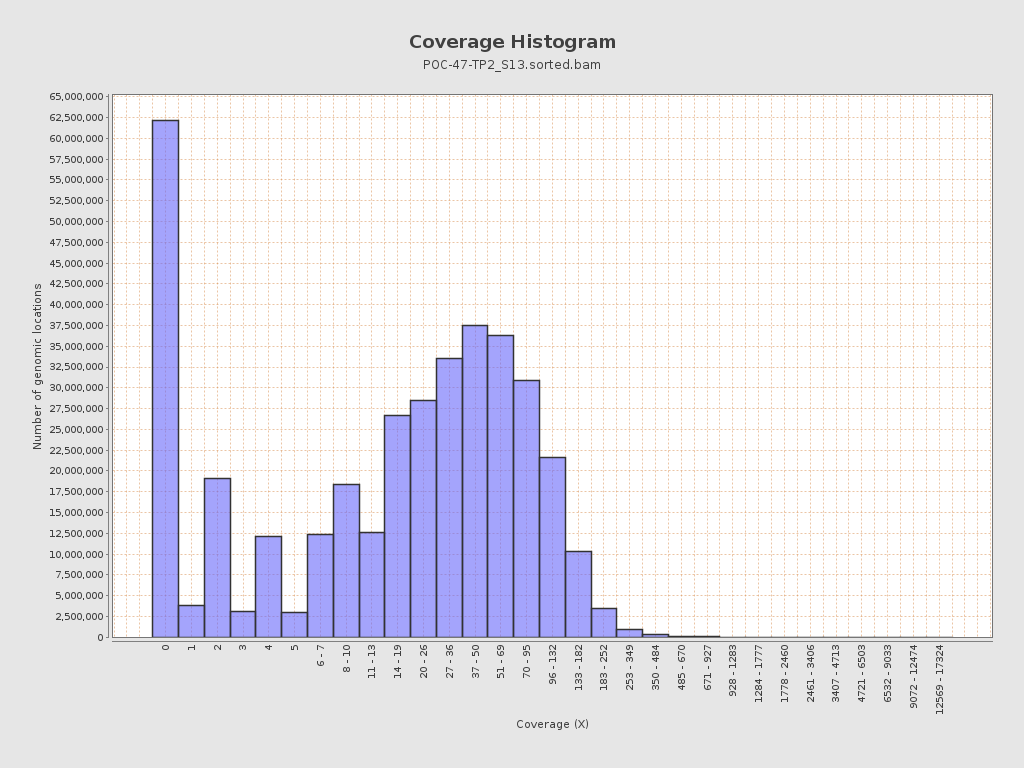 Coverage Histogram
POC-47-TP2_S13.sorted.bam
65,000,000
62,500,000
60,000,000
57,500,000
55,000,000
52,500,000
50,000,000
47,500,000
45,000,000
42,500,000
40,000,000
37,500,000
35,000,000
32,500,000
30,000,000
27,500,000
25,000,000
22,500,000
20,000,000
17,500,000
15,000,000
12,500,000
10,000,000
7,500,000
5,000,000
2,500,000
0
Number of genomic locations
0
1
2
3
4
5
6 - 7
8 - 10
11 - 13
14 - 19
20 - 26
27 - 36
37 - 50
51 - 69
70 - 95
96 - 132
133 - 182
183 - 252
253 - 349
350 - 484
485 - 670
671 - 927
928 - 1283
1284 - 1777
1778 - 2460
2461 - 3406
3407 - 4713
4721 - 6503
6532 - 9033
9072 - 12474
12569 - 17324
Coverage (X)